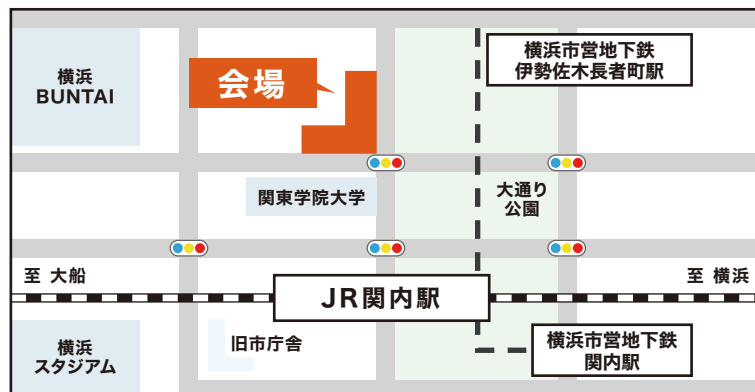 横浜
BUNTAI
会場
横浜市営地下鉄
伊勢佐木長者町駅
関東学院大学
大通り
公園
至 大船
JR関内駅
至 横浜
横浜
スタジアム
旧市庁舎
横浜市営地下鉄
関内駅